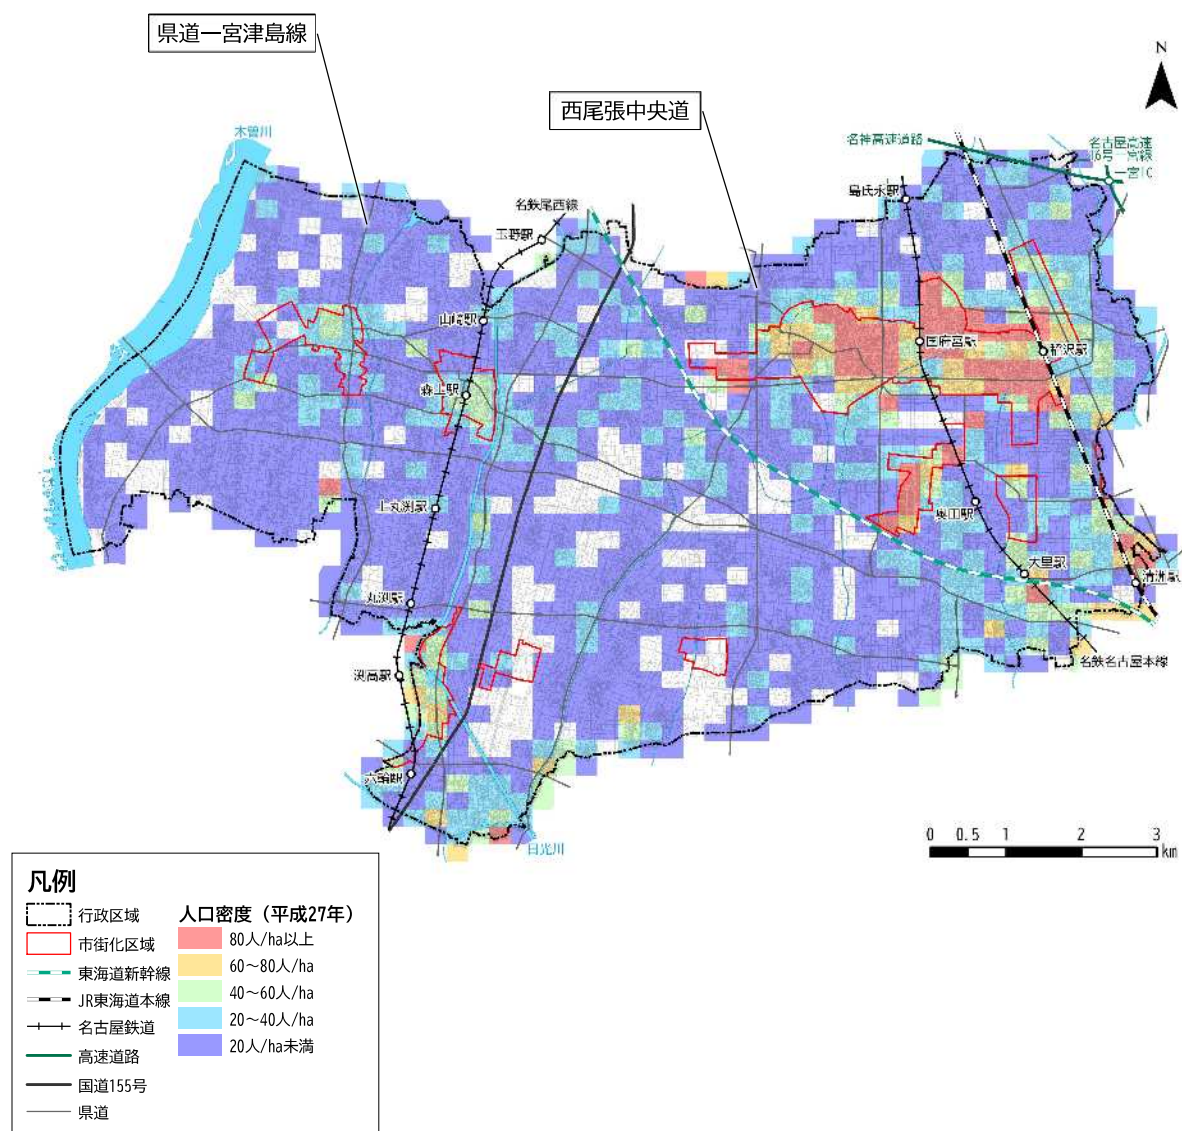 県道一宮津島線
西尾張中央道
N
木曽川
名神高速道路
名古屋高速
16号一宮線
一宮IC
島氏永駅
名鉄尾西線
玉野駅
山崎駅
国府宮駅
稲沢駅
森上駅
上丸渕駅
奥田駅
大里駅
清洲駅
丸渕駅
渕高駅
名鉄名古屋本線
六輪駅
日光川
0 0.5 1 2 3
km
凡例
行政区域
市街化区域
東海道新幹線
JR東海道本線
名古屋鉄道
高速道路
国道155号
県道
人口密度（平成27年）
80人/ha以上
60～80人/ha
40～60人/ha
20～40人/ha
20人/ha未満